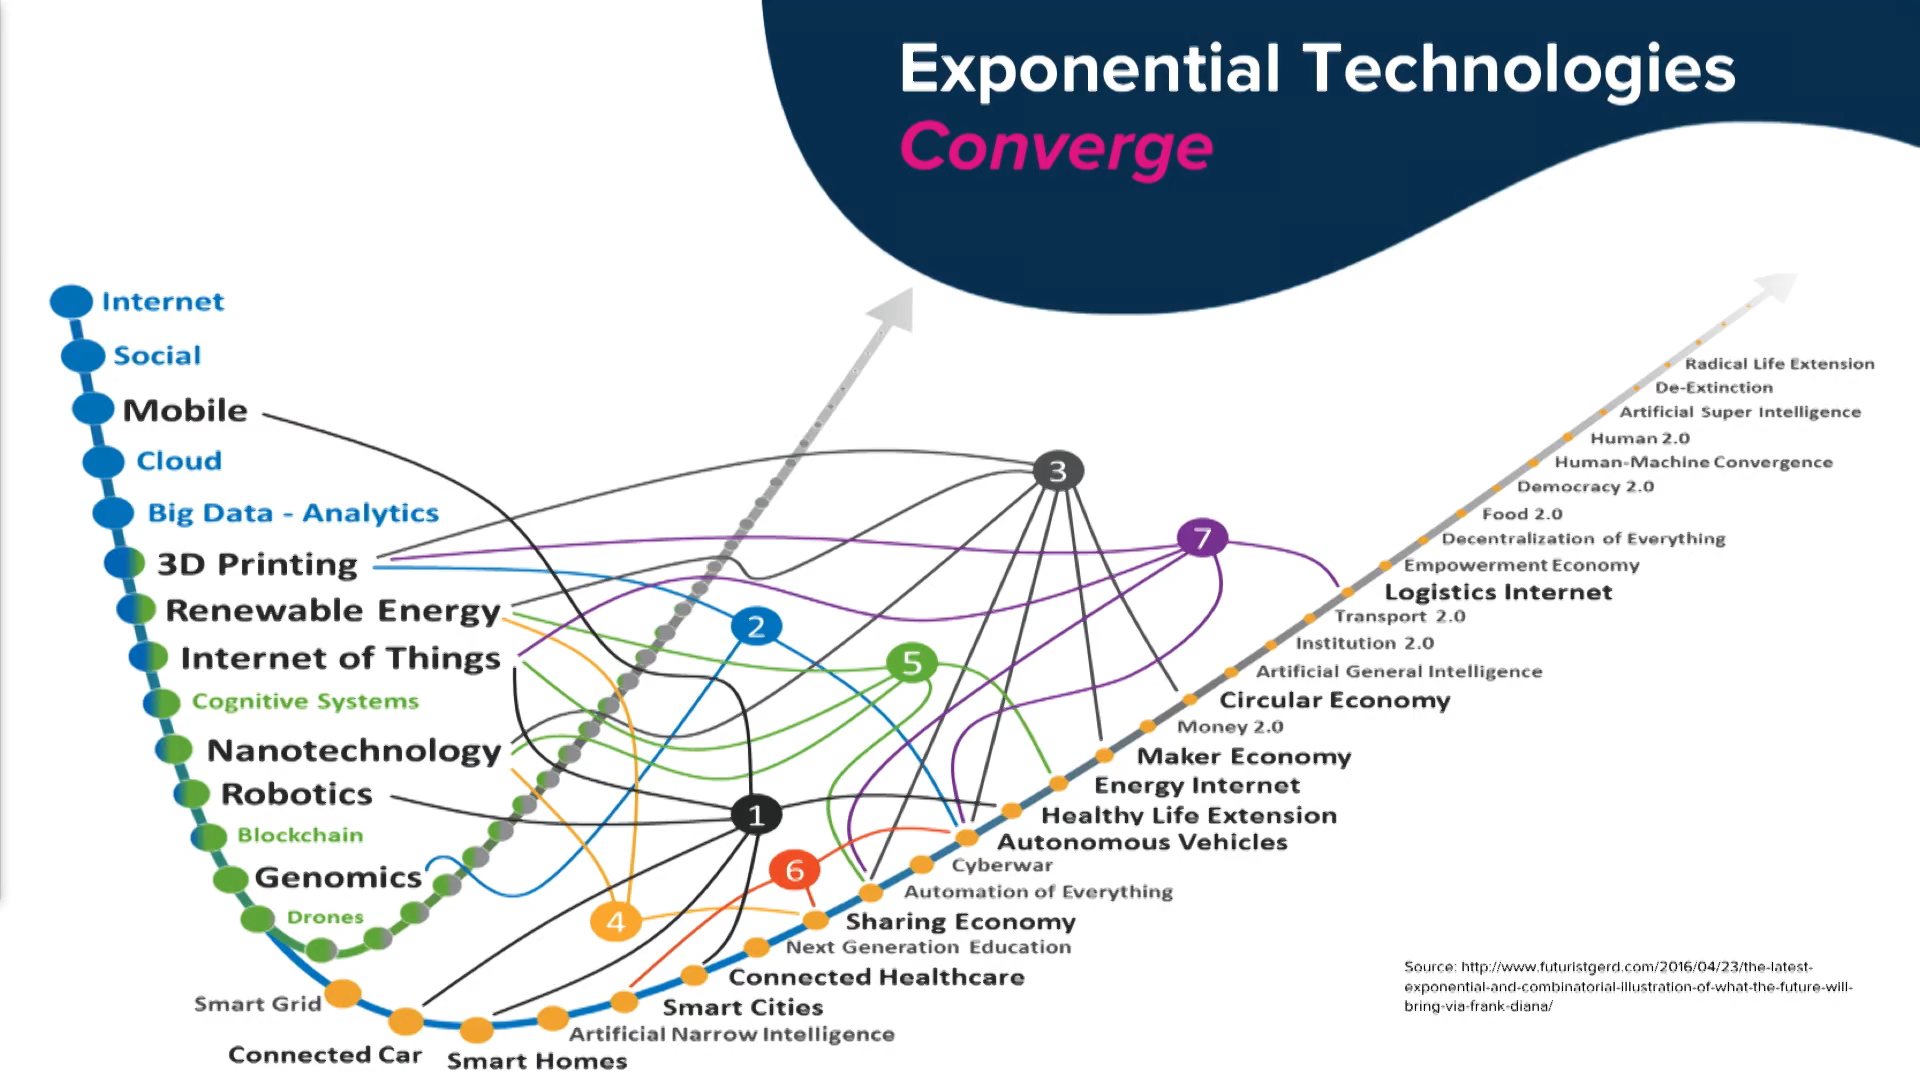 Exponential Technologies
Converge
Internet
Social
Mobile
Cloud
Big Data - Analytics
3D Printing
Renewable Energy
Internet of Things
Cognitive Systems
Nanotechnology
Robotics
Blockchain
Genomics
Drones
Smart Grid
Connected Car
Smart Homes
Artificial Narrow Intelligence
Smart Cities
Connected Healthcare
Next Generation Education
Sharing Economy
Automation of Everything
Cyberwar
Autonomous Vehicles
Healthy Life Extension
Energy Internet
Maker Economy
Money 2.0
Circular Economy
Artificial General Intelligence
Institution 2.0
Transport 2.0
Logistics Internet
Empowerment Economy
Decentralization of Everything
Food 2.0
Democracy 2.0
Human-Machine Convergence
Human 2.0
Artificial Super Intelligence
De-Extinction
Radical Life Extension
1
2
3
4
5
6
7
Source: http://www.futuristgerd.com/2016/04/23/the-latest-
exponential-and-combinatorial-illustration-of-what-the-future-will-
bring-via-frank-diana/